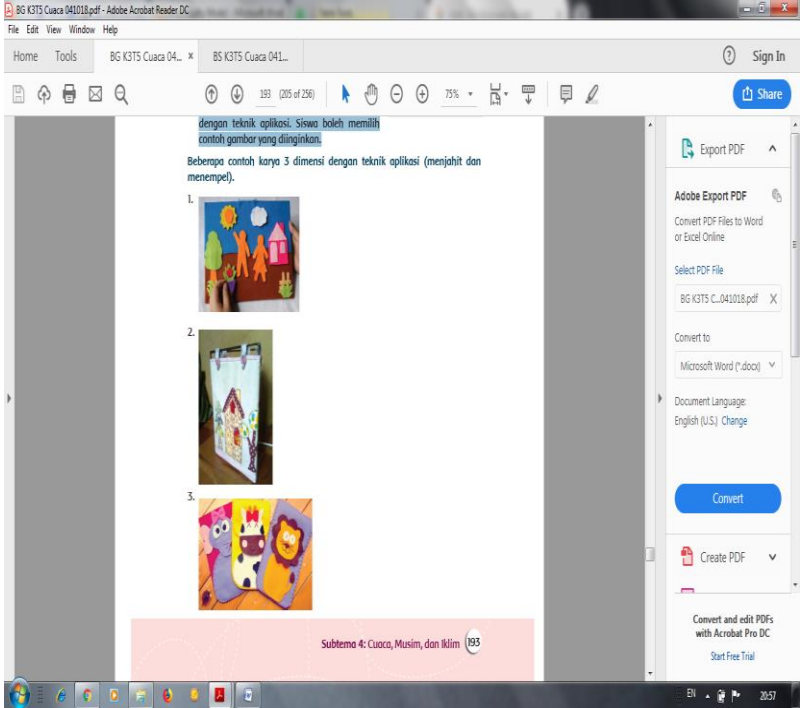 BG K3T5 Cuaca 041018.pdf - Adobe Acrobat Reader DC
File Edit View Window Help
Home Tools BG K3T5 Cuaca 04... × BS K3T5 Cuaca 041...
? Sign In
193 (205 of 256) 75%
Share
dengan teknik aplikasi. Siswa boleh memilih
contoh gambar yang diinginkan.
Beberapa contoh karya 3 dimensi dengan teknik aplikasi (menjahit dan
menempel).
1.
2.
3.
Subtema 4: Cuaca, Musim, dan Iklim 193
Export PDF
Adobe Export PDF
Convert PDF Files to Word
or Excel Online
Select PDF File
BG K3T5 C...041018.pdf X
Convert to
Microsoft Word (*.docx)
Document Language:
English (U.S.) Change
Convert
Create PDF
Convert and edit PDFs
with Acrobat Pro DC
Start Free Trial
EN 20:57